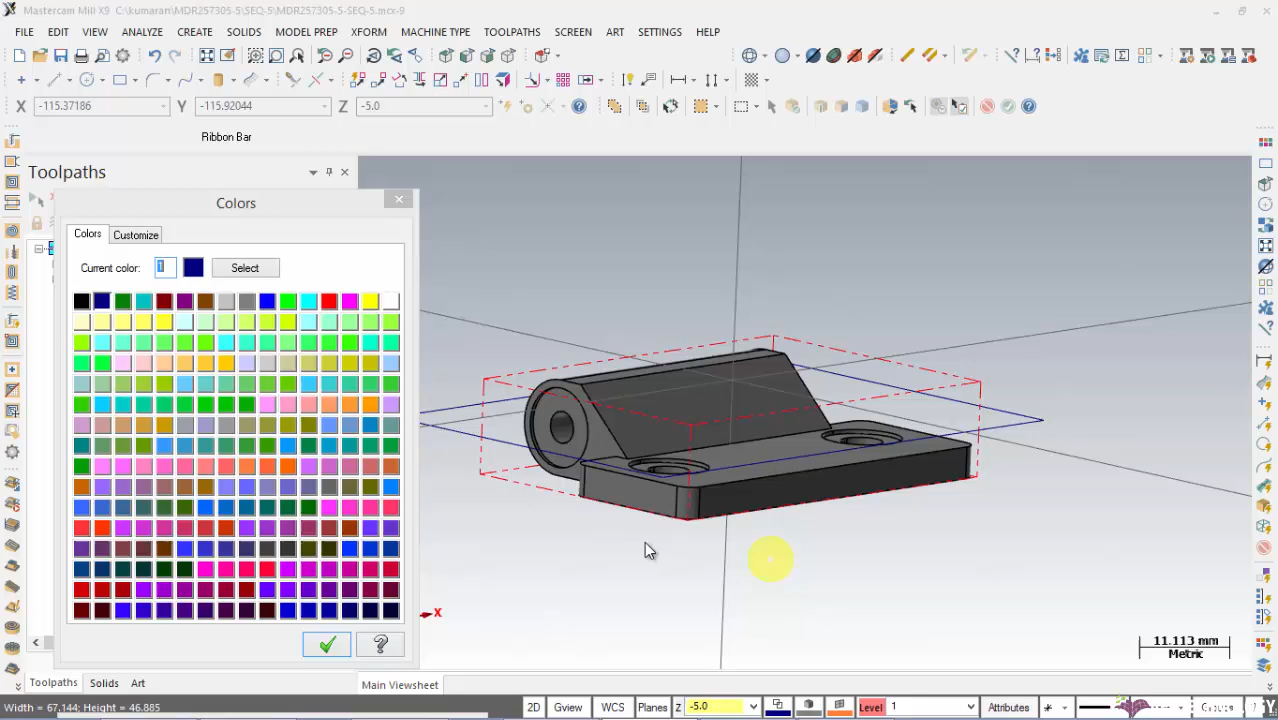 Mastercam Mill X9 C:\kumaran\MDR257305-5\SEQ-5\MDR257305-5-SEQ-5.mcx-9
FILE EDIT VIEW ANALYZE CREATE SOLIDS MODEL PREP XFORM MACHINE TYPE TOOLPATHS SCREEN ART SETTINGS HELP
X -115.37186 Y -115.92044 Z -5.0
Ribbon Bar
Toolpaths
Colors
Colors Customize
Current color: 1 Select
X
11.113 mm
Metric
Toolpaths Solids Art
Main Viewsheet
Width = 67.144; Height = 46.885
2D Gview WCS Planes Z -5.0 Level 1 Attributes